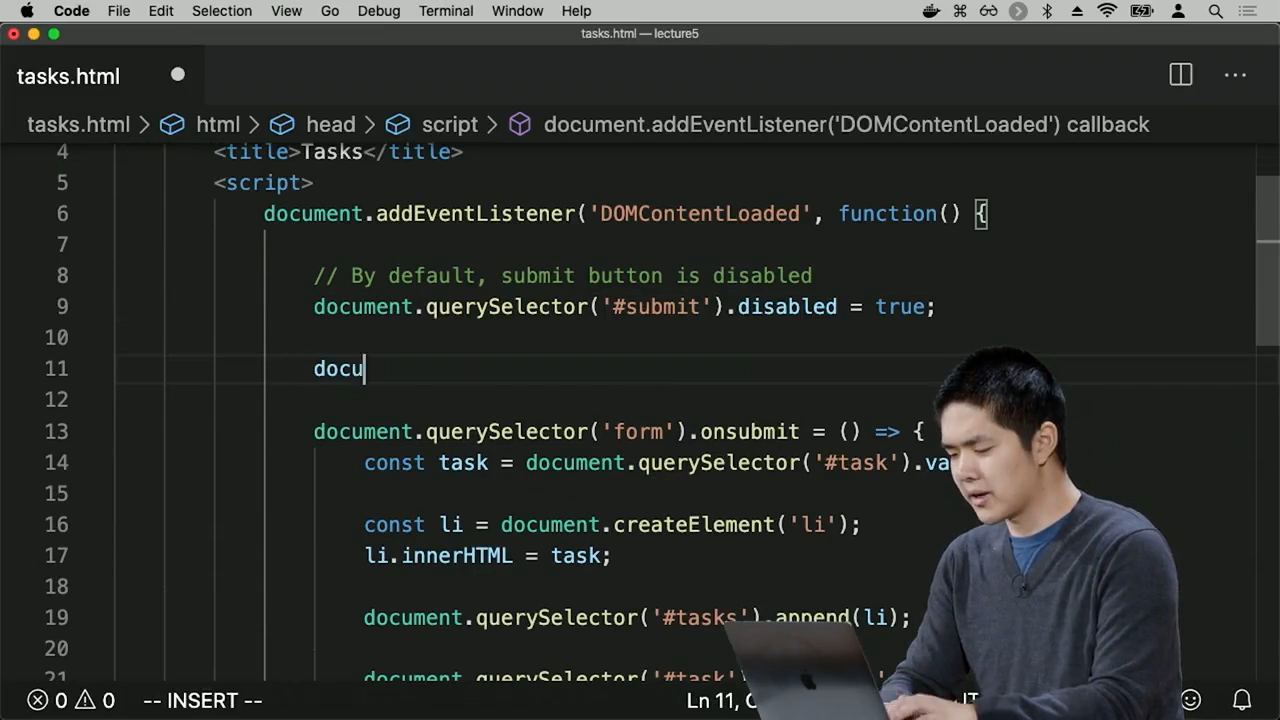 Code File Edit Selection View Go Debug Terminal Window Help
tasks.html — lecture5
tasks.html
tasks.html > html > head > script > document.addEventListener('DOMContentLoaded') callback
4 <title>Tasks</title>
5 <script>
6 document.addEventListener('DOMContentLoaded', function() {
7
8 // By default, submit button is disabled
9 document.querySelector('#submit').disabled = true;
10
11 docu
12
13 document.querySelector('form').onsubmit = () => {
14 const task = document.querySelector('#task').va
15
16 const li = document.createElement('li');
17 li.innerHTML = task;
18
19 document.querySelector('#tasks').append(li);
20
21 document.querySelector('#task'
0 0 -- INSERT -- Ln 11, C